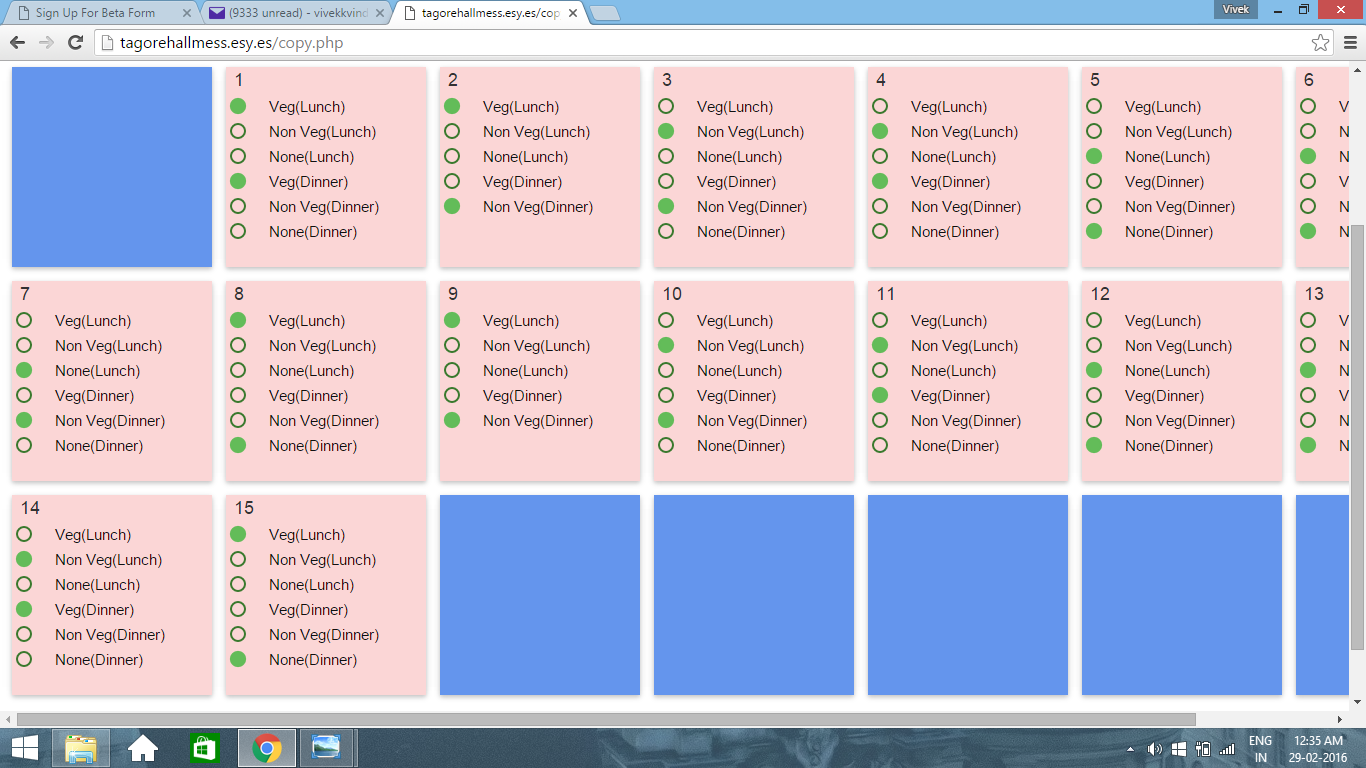 Sign Up For Beta Form
(9333 unread) - vivekkvind
tagorehallmess.esy.es/cop
Vivek
tagorehallmess.esy.es/copy.php
1
Veg(Lunch)
Non Veg(Lunch)
None(Lunch)
Veg(Dinner)
Non Veg(Dinner)
None(Dinner)
2
Veg(Lunch)
Non Veg(Lunch)
None(Lunch)
Veg(Dinner)
Non Veg(Dinner)
3
Veg(Lunch)
Non Veg(Lunch)
None(Lunch)
Veg(Dinner)
Non Veg(Dinner)
None(Dinner)
4
Veg(Lunch)
Non Veg(Lunch)
None(Lunch)
Veg(Dinner)
Non Veg(Dinner)
None(Dinner)
5
Veg(Lunch)
Non Veg(Lunch)
None(Lunch)
Veg(Dinner)
Non Veg(Dinner)
None(Dinner)
6
V
N
N
V
N
N
7
Veg(Lunch)
Non Veg(Lunch)
None(Lunch)
Veg(Dinner)
Non Veg(Dinner)
None(Dinner)
8
Veg(Lunch)
Non Veg(Lunch)
None(Lunch)
Veg(Dinner)
Non Veg(Dinner)
None(Dinner)
9
Veg(Lunch)
Non Veg(Lunch)
None(Lunch)
Veg(Dinner)
Non Veg(Dinner)
10
Veg(Lunch)
Non Veg(Lunch)
None(Lunch)
Veg(Dinner)
Non Veg(Dinner)
None(Dinner)
11
Veg(Lunch)
Non Veg(Lunch)
None(Lunch)
Veg(Dinner)
Non Veg(Dinner)
None(Dinner)
12
Veg(Lunch)
Non Veg(Lunch)
None(Lunch)
Veg(Dinner)
Non Veg(Dinner)
None(Dinner)
13
V
N
N
V
N
N
14
Veg(Lunch)
Non Veg(Lunch)
None(Lunch)
Veg(Dinner)
Non Veg(Dinner)
None(Dinner)
15
Veg(Lunch)
Non Veg(Lunch)
None(Lunch)
Veg(Dinner)
Non Veg(Dinner)
None(Dinner)
ENG
IN
12:35 AM
29-02-2016